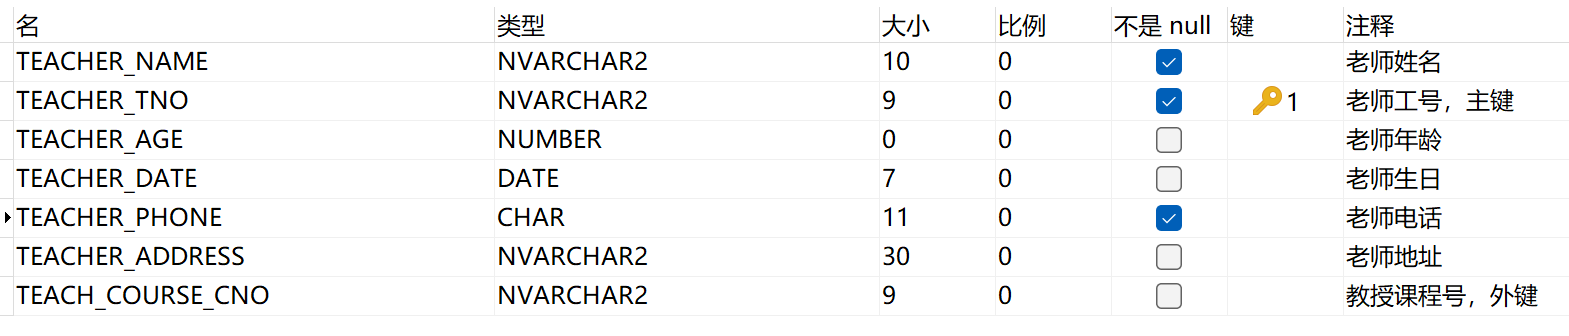 名 类型 大小 比例 不是 null 键 注释
TEACHER_NAME NVARCHAR2 10 0 老师姓名
TEACHER_TNO NVARCHAR2 9 0 1 老师工号，主键
TEACHER_AGE NUMBER 0 0 老师年龄
TEACHER_DATE DATE 7 0 老师生日
TEACHER_PHONE CHAR 11 0 老师电话
TEACHER_ADDRESS NVARCHAR2 30 0 老师地址
TEACH_COURSE_CNO NVARCHAR2 9 0 教授课程号，外键